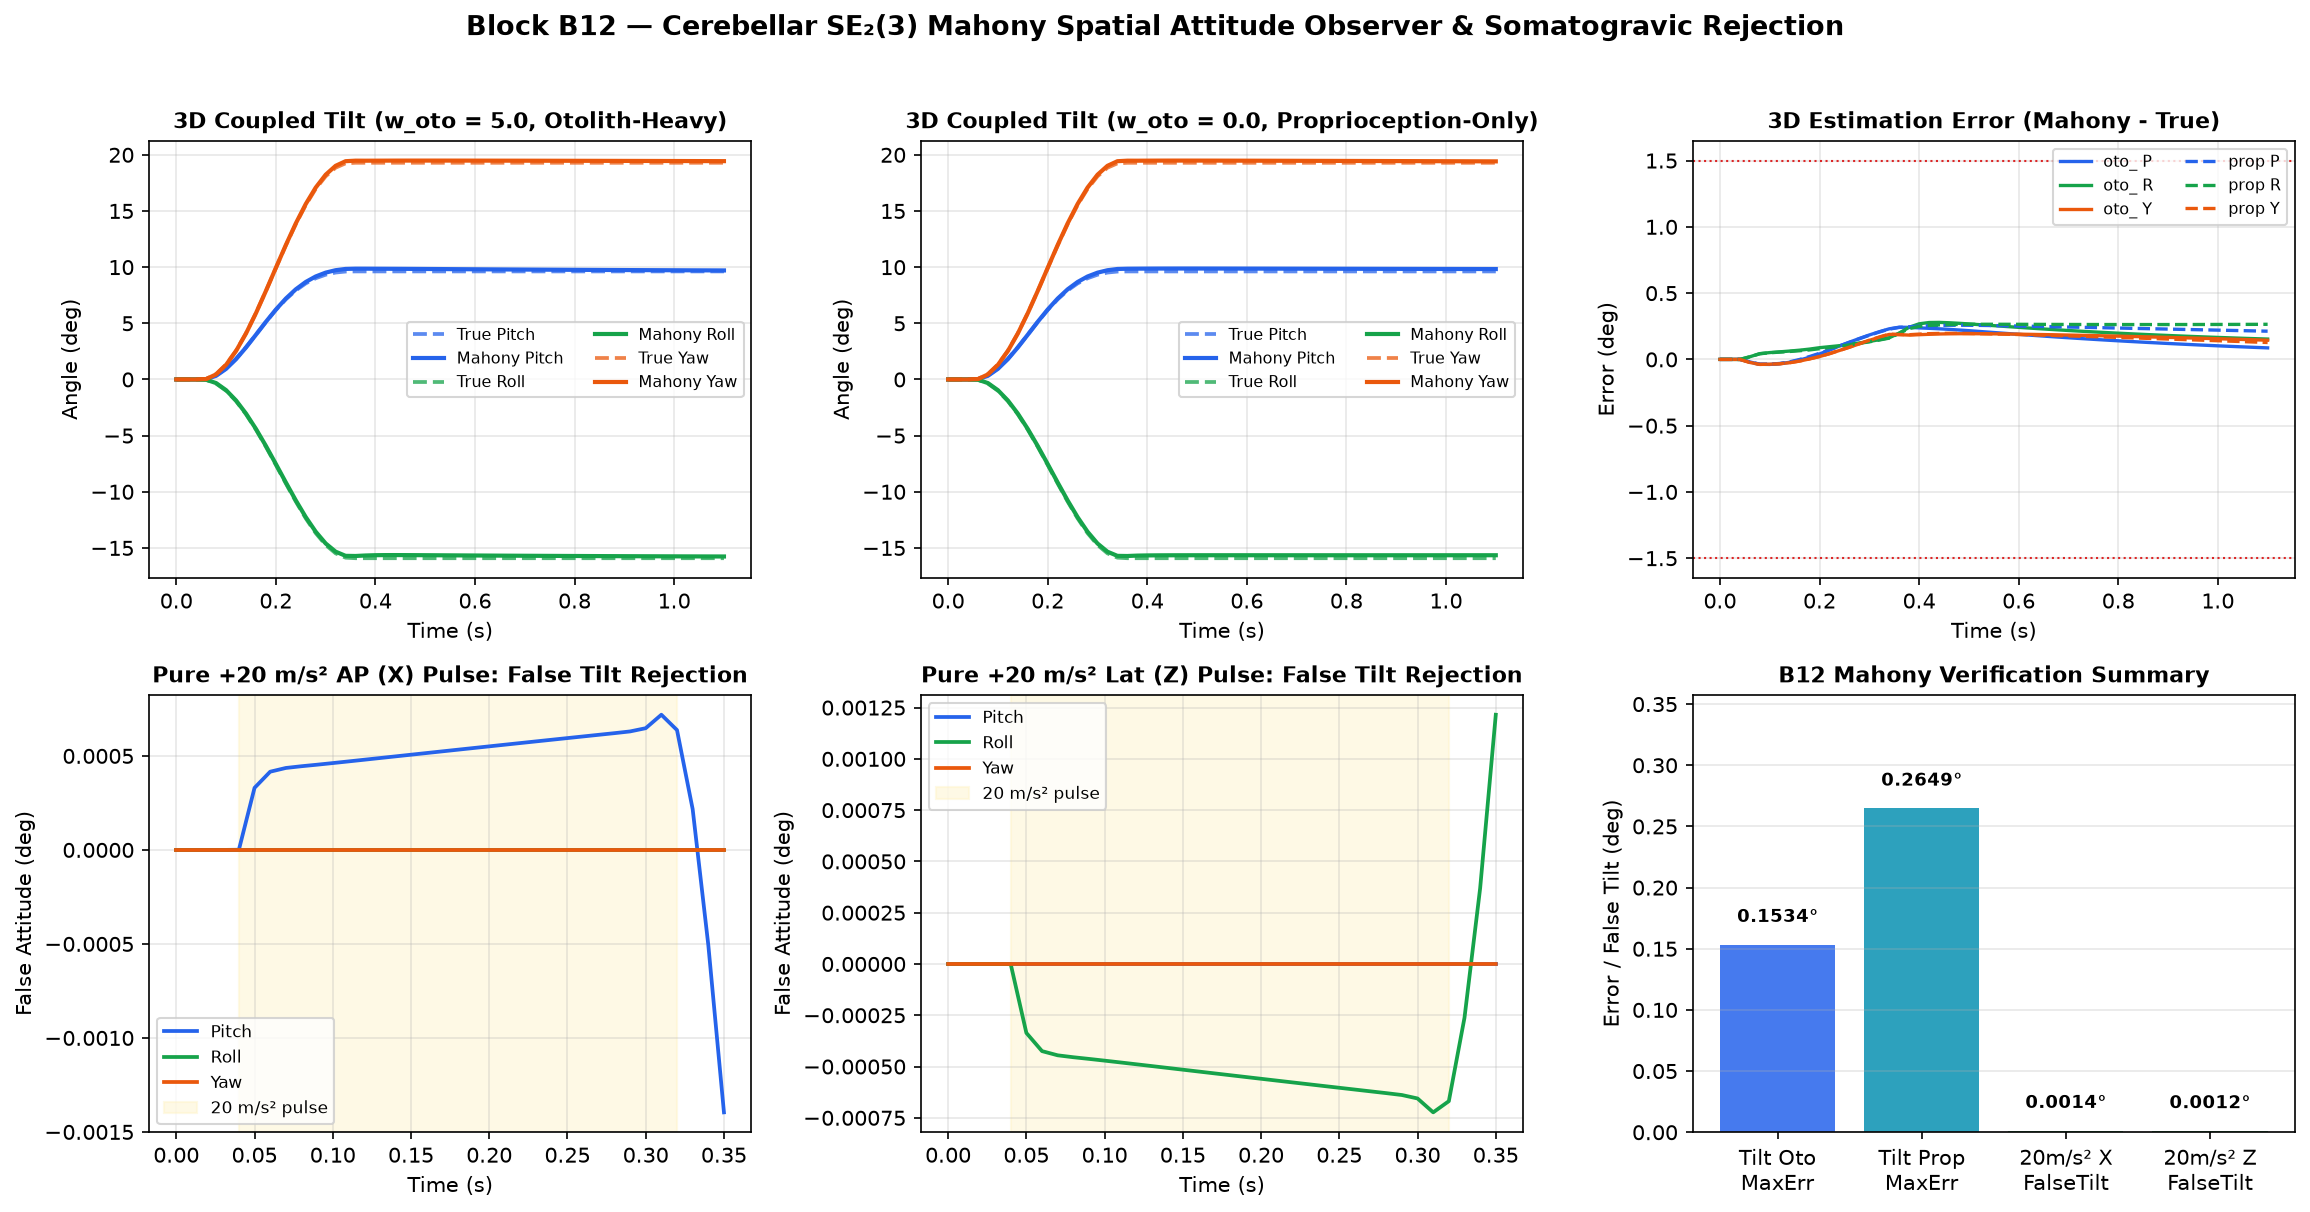 Block B12 — Cerebellar SE₂(3) Mahony Spatial Attitude Observer & Somatogravic Rejection
3D Coupled Tilt (w_oto = 5.0, Otolith-Heavy)
Angle (deg)
20
15
10
5
0
−5
−10
−15
True Pitch
Mahony Pitch
True Roll
Mahony Roll
True Yaw
Mahony Yaw
0.0 0.2 0.4 0.6 0.8 1.0
Time (s)
3D Coupled Tilt (w_oto = 0.0, Proprioception-Only)
Angle (deg)
20
15
10
5
0
−5
−10
−15
True Pitch
Mahony Pitch
True Roll
Mahony Roll
True Yaw
Mahony Yaw
0.0 0.2 0.4 0.6 0.8 1.0
Time (s)
3D Estimation Error (Mahony - True)
Error (deg)
1.5
1.0
0.5
0.0
−0.5
−1.0
−1.5
oto_ P
oto_ R
oto_ Y
prop P
prop R
prop Y
0.0 0.2 0.4 0.6 0.8 1.0
Time (s)
Pure +20 m/s² AP (X) Pulse: False Tilt Rejection
False Attitude (deg)
0.0005
0.0000
−0.0005
−0.0010
−0.0015
Pitch
Roll
Yaw
20 m/s² pulse
0.00 0.05 0.10 0.15 0.20 0.25 0.30 0.35
Time (s)
Pure +20 m/s² Lat (Z) Pulse: False Tilt Rejection
False Attitude (deg)
0.00125
0.00100
0.00075
0.00050
0.00025
0.00000
−0.00025
−0.00050
−0.00075
Pitch
Roll
Yaw
20 m/s² pulse
0.00 0.05 0.10 0.15 0.20 0.25 0.30 0.35
Time (s)
B12 Mahony Verification Summary
Error / False Tilt (deg)
0.35
0.30
0.25
0.20
0.15
0.10
0.05
0.00
0.1534°
0.2649°
0.0014°
0.0012°
Tilt Oto
MaxErr
Tilt Prop
MaxErr
20m/s² X
FalseTilt
20m/s² Z
FalseTilt